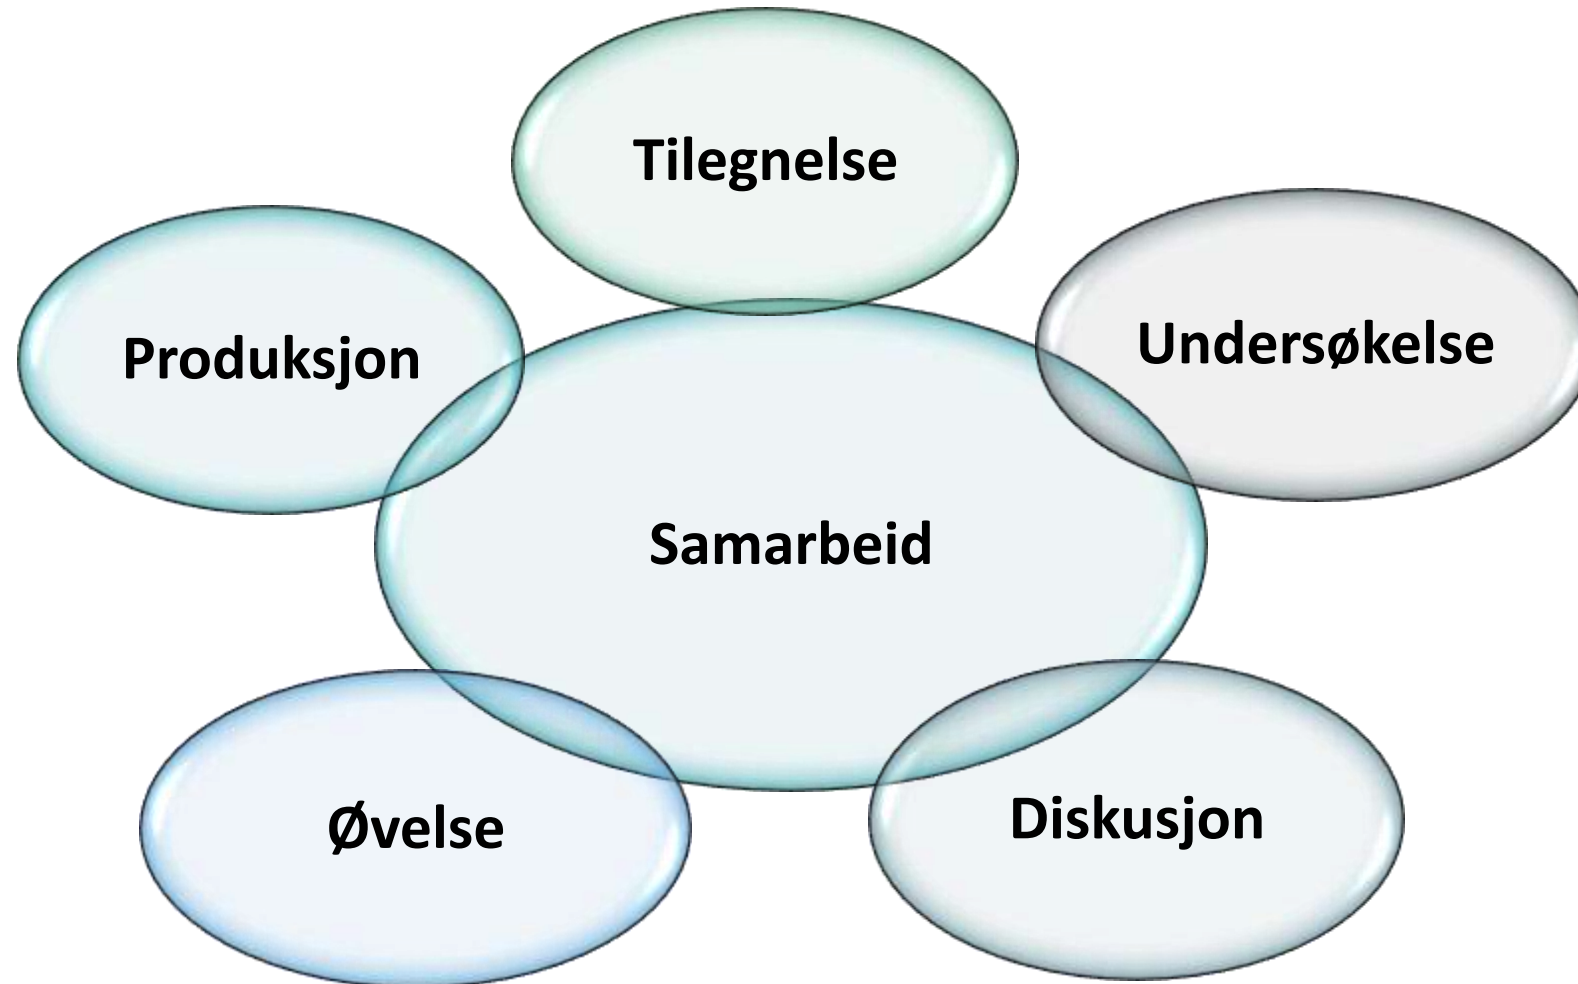 Tilegnelse
Produksjon
Undersøkelse
Samarbeid
Øvelse
Diskusjon